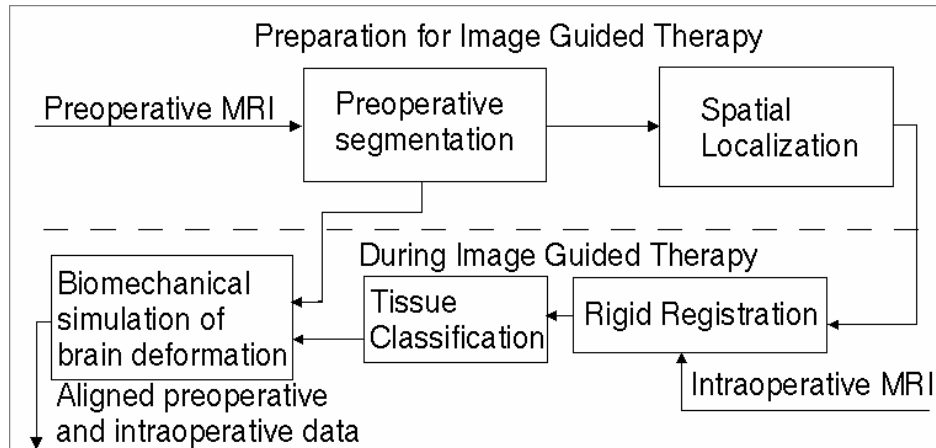 Preparation for Image Guided Therapy
Preoperative MRI
Preoperative
segmentation
Spatial
Localization
During Image Guided Therapy
Biomechanical
simulation of
brain deformation
Tissue
Classification
Rigid Registration
Intraoperative MRI
Aligned preoperative
and intraoperative data